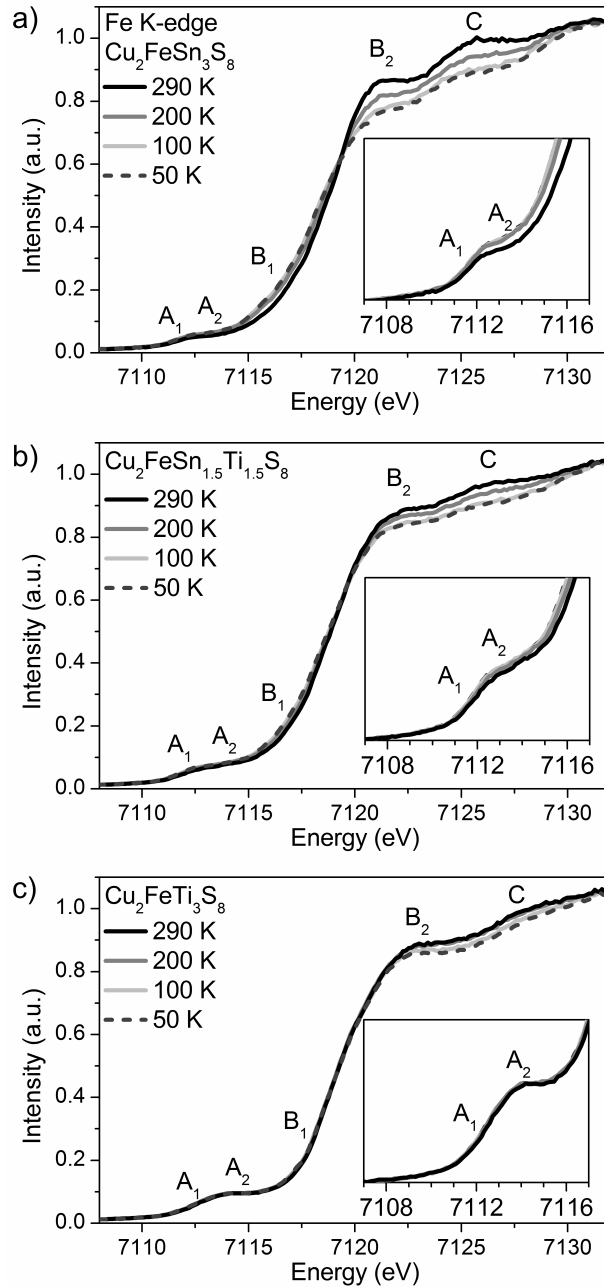 a)
Fe K-edge
Cu₂FeSn₃S₈
290 K
200 K
100 K
50 K
A₁ A₂ B₁ B₂ C
Intensity (a.u.)
0.0 0.2 0.4 0.6 0.8 1.0
7110 7115 7120 7125 7130
Energy (eV)
A₁ A₂
7108 7112 7116
b)
Cu₂FeSn₁.₅Ti₁.₅S₈
290 K
200 K
100 K
50 K
A₁ A₂ B₁ B₂ C
Intensity (a.u.)
0.0 0.2 0.4 0.6 0.8 1.0
7110 7115 7120 7125 7130
Energy (eV)
A₁ A₂
7108 7112 7116
c)
Cu₂FeTi₃S₈
290 K
200 K
100 K
50 K
A₁ A₂ B₁ B₂ C
Intensity (a.u.)
0.0 0.2 0.4 0.6 0.8 1.0
7110 7115 7120 7125 7130
Energy (eV)
A₁ A₂
7108 7112 7116